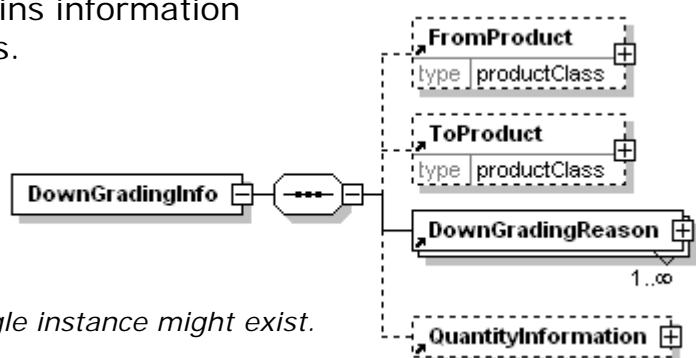 ins information
s.
FromProduct
type productClass
ToProduct
type productClass
DownGradingInfo
DownGradingReason
1..∞
gle instance might exist.
QuantityInformation